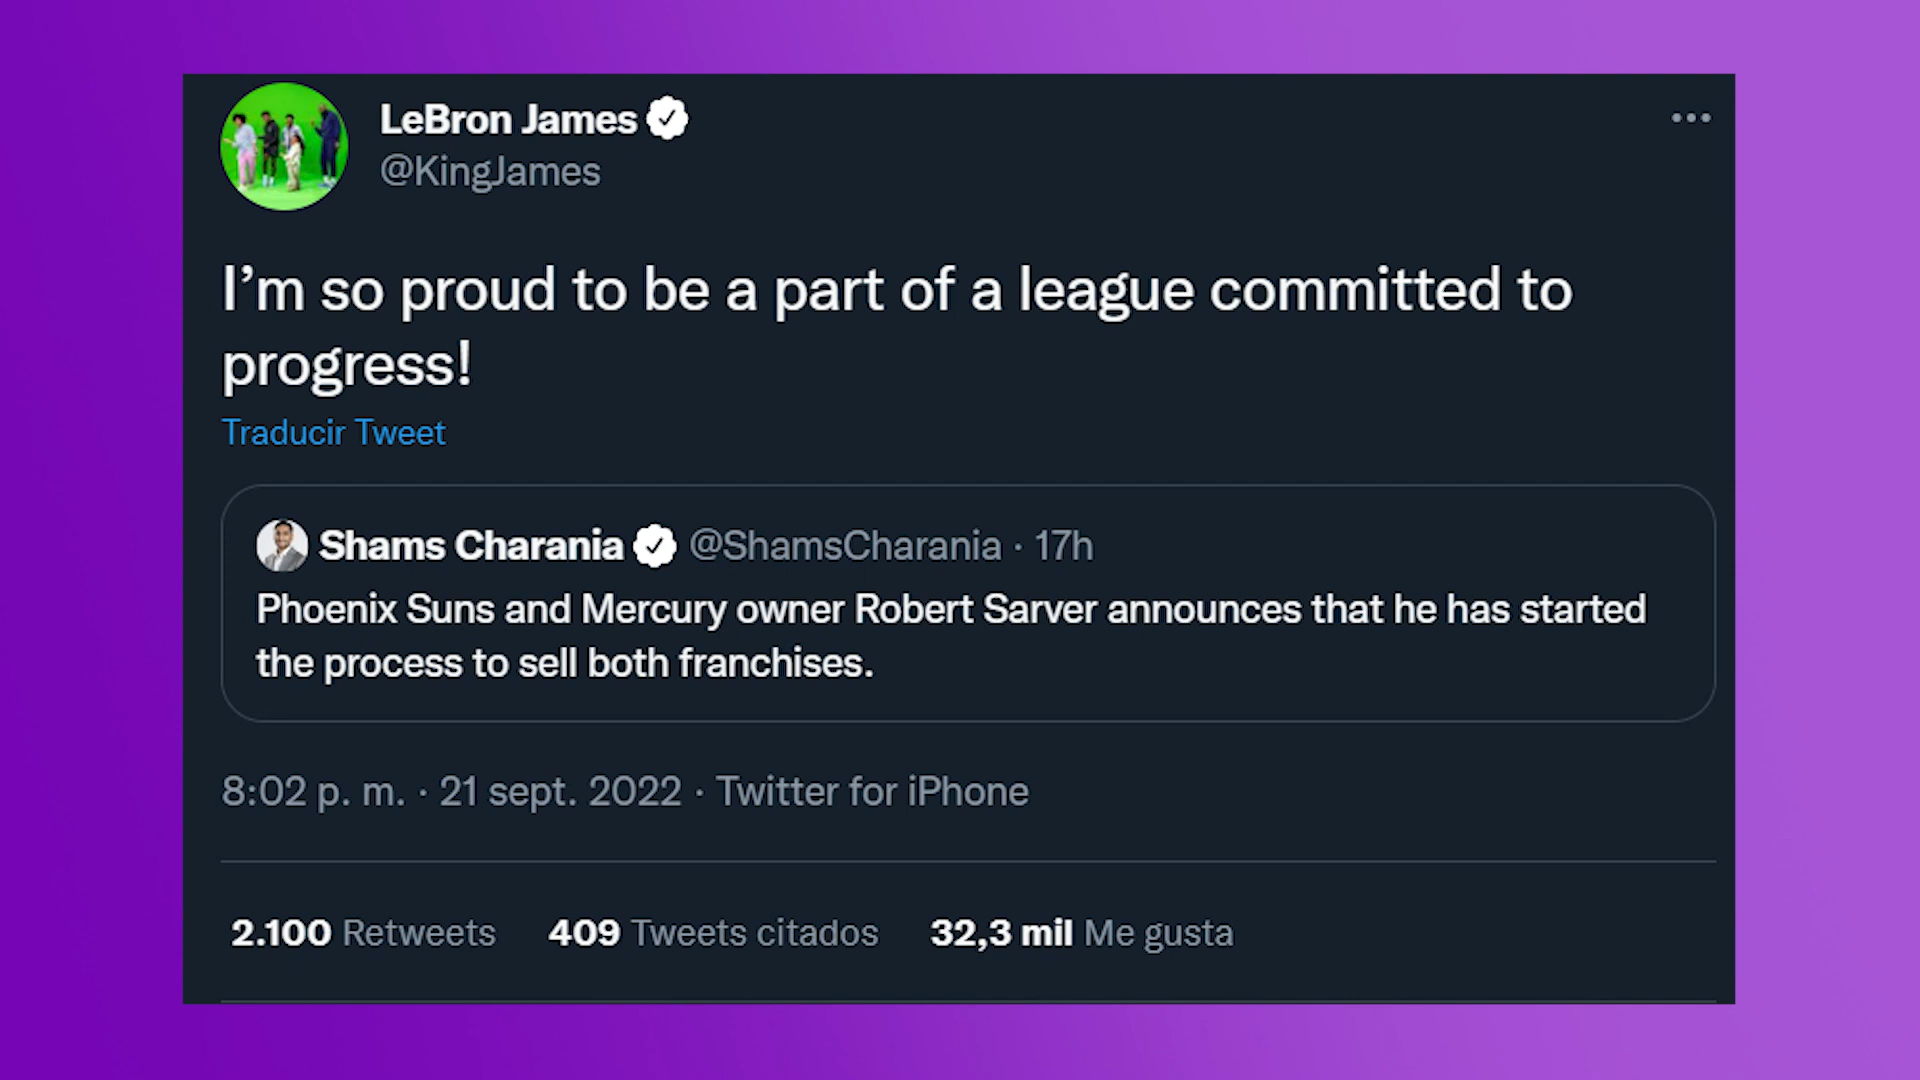 LeBron James
@KingJames
I’m so proud to be a part of a league committed to
progress!
Traducir Tweet
Shams Charania @ShamsCharania · 17h
Phoenix Suns and Mercury owner Robert Sarver announces that he has started
the process to sell both franchises.
8:02 p. m. · 21 sept. 2022 · Twitter for iPhone
2.100 Retweets 409 Tweets citados 32,3 mil Me gusta